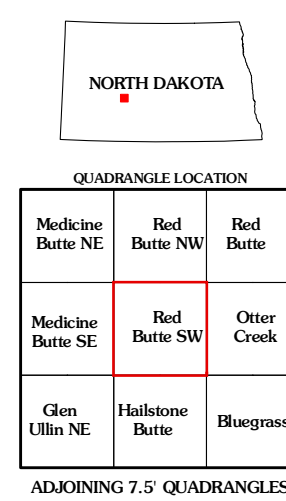 NORTH DAKOTA
QUADRANGLE LOCATION
Medicine
Butte NE
Red
Butte NW
Red
Butte
Medicine
Butte SE
Red
Butte SW
Otter
Creek
Glen
Ullin NE
Hailstone
Butte
Bluegrass
ADJOINING 7.5' QUADRANGLES